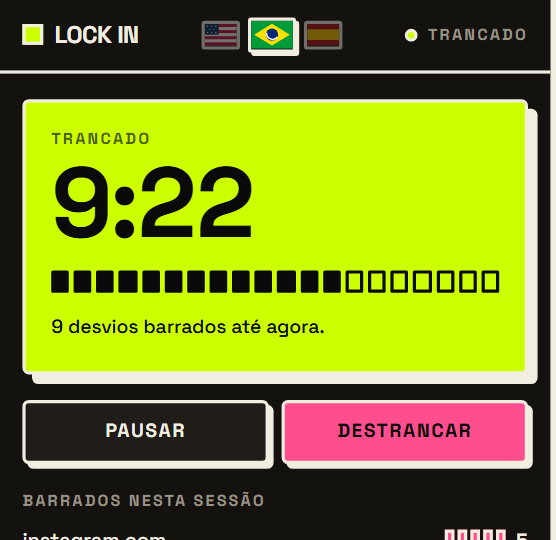 LOCK IN
TRANCADO
TRANCADO
9:22
9 desvios barrados até agora.
PAUSAR
DESTRANCAR
BARRADOS NESTA SESSÃO
instagram.com 5